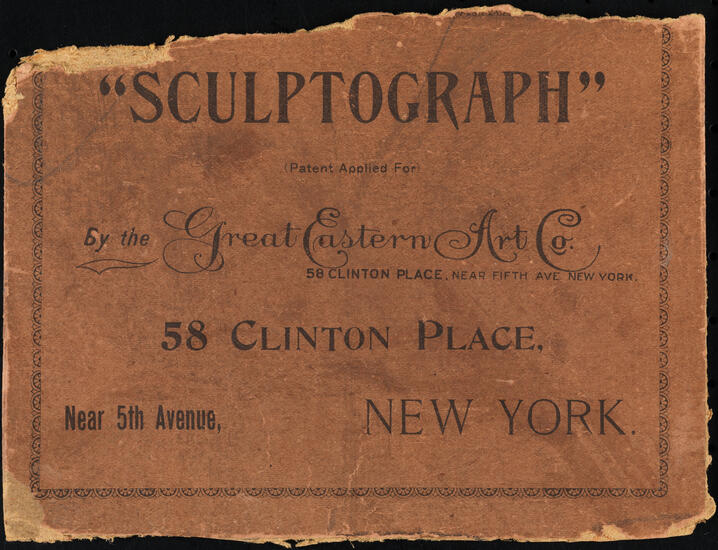 “SCULPTOGRAPH”
(Patent Applied For)
By the Great Eastern Art Co.
58 CLINTON PLACE, NEAR FIFTH AVE NEW YORK.
58 CLINTON PLACE,
Near 5th Avenue, NEW YORK.